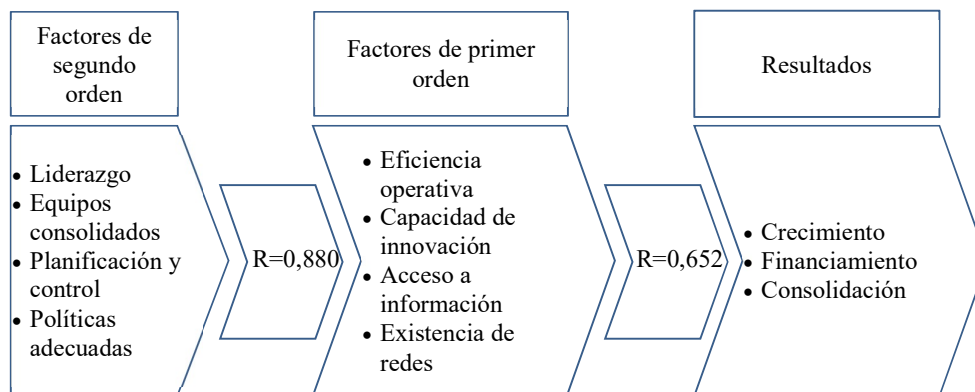 Factores de
segundo
orden
Factores de primer
orden
Resultados
• Liderazgo
• Equipos
consolidados
• Planificación y
control
• Políticas
adecuadas
R=0,880
• Eficiencia
operativa
• Capacidad de
innovación
• Acceso a
información
• Existencia de
redes
R=0,652
• Crecimiento
• Financiamiento
• Consolidación